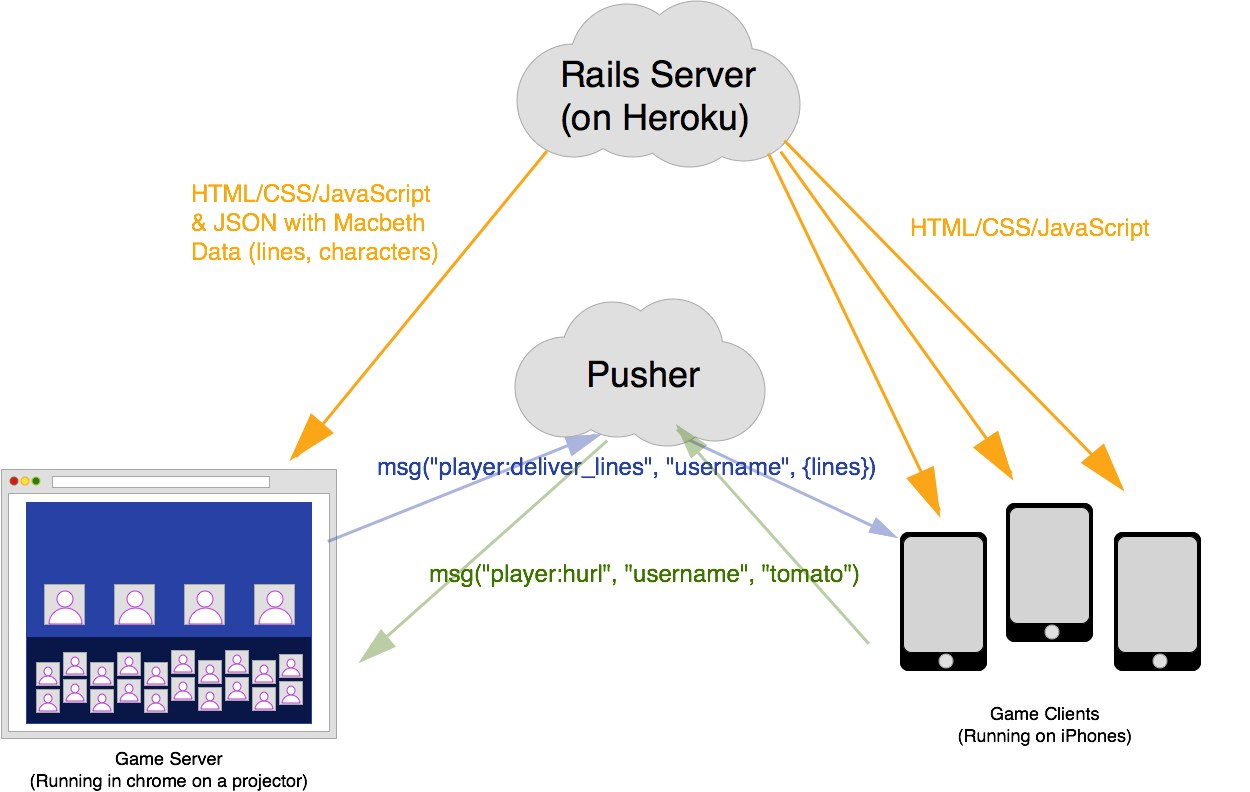 Rails Server
(on Heroku)
HTML/CSS/JavaScript
& JSON with Macbeth
Data (lines, characters)
HTML/CSS/JavaScript
Pusher
msg("player:deliver_lines", "username", {lines})
msg("player:hurl", "username", "tomato")
Game Clients
(Running on iPhones)
Game Server
(Running in chrome on a projector)